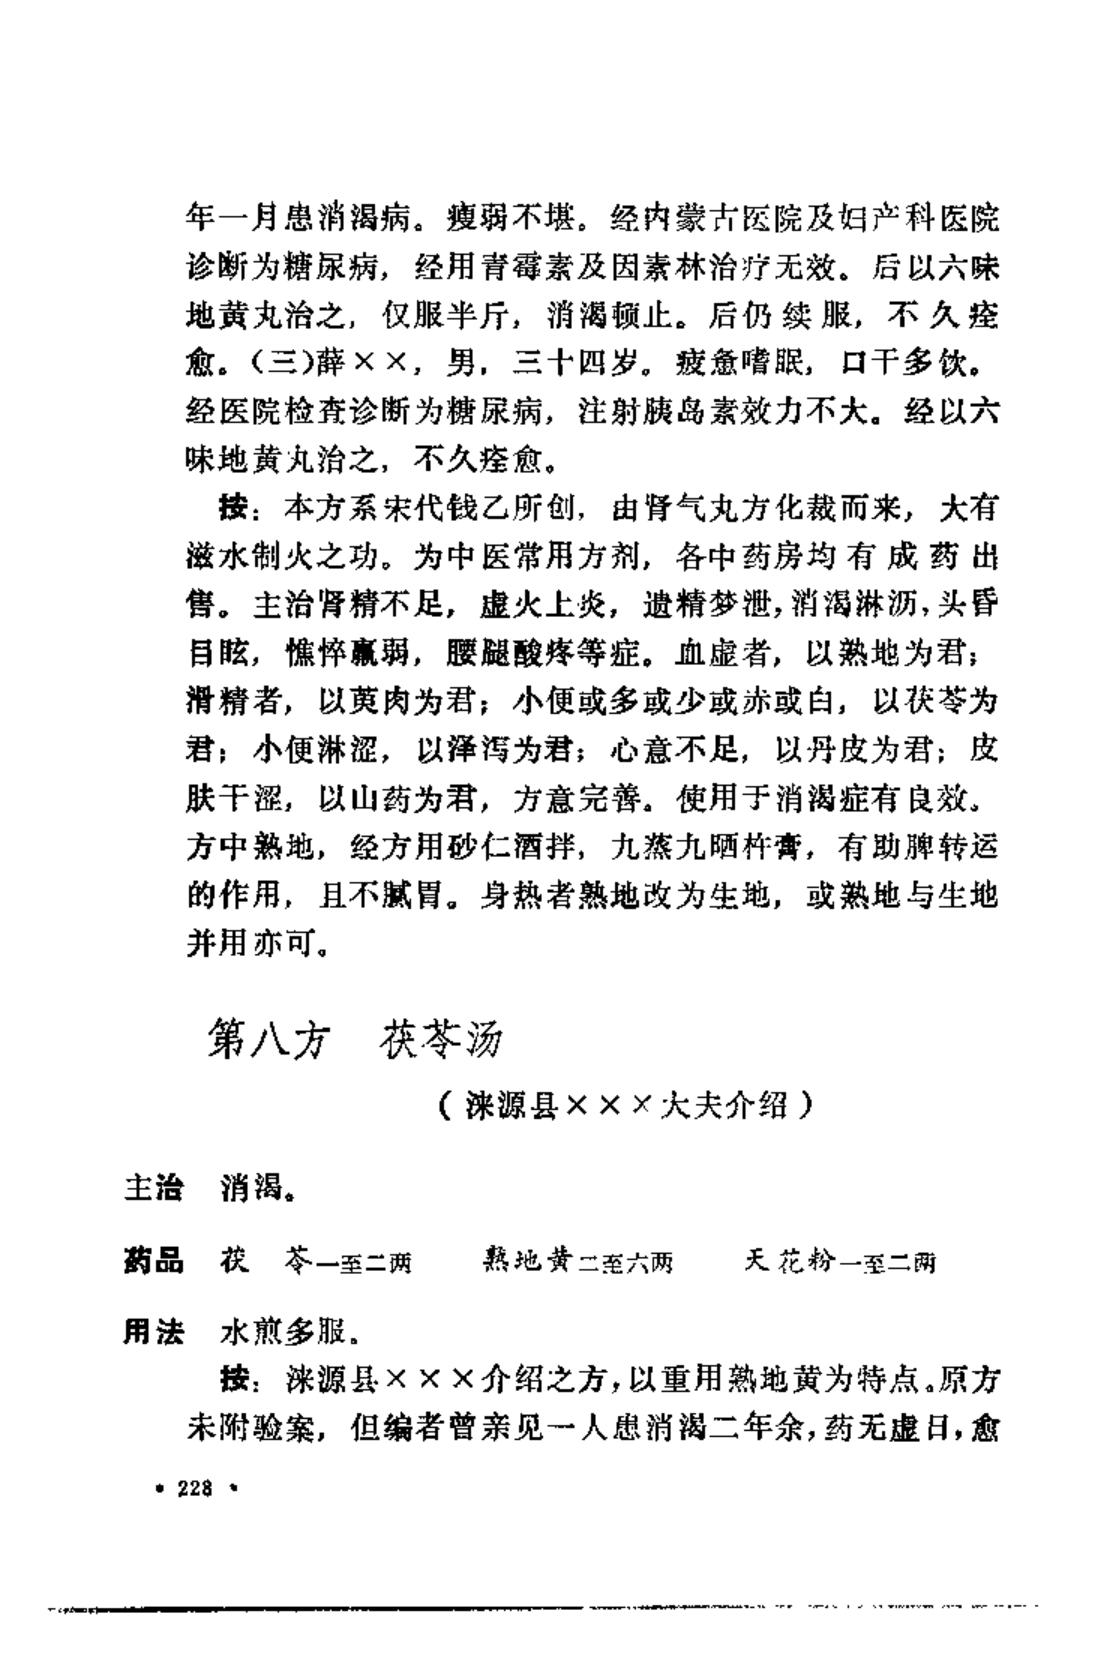 年一月患消渴病。瘦弱不堪。经内蒙古医院及妇产科医院
诊断为糖尿病，经用青霉素及因素林治疗无效。后以六味
地黄丸治之，仅服半斤，消渴顿止。后仍续服，不久痊
愈。（三）薛××，男，三十四岁。疲惫嗜眠，口干多饮。
经医院检查诊断为糖尿病，注射胰岛素效力不大。经以六
味地黄丸治之，不久痊愈。
按：本方系宋代钱乙所创，由肾气丸方化裁而来，大有
滋水制火之功。为中医常用方剂，各中药房均有成药出
售。主治肾精不足，虚火上炎，遗精梦泄，消渴淋沥，头昏
目眩，憔悴羸弱，腰腿酸疼等症。血虚者，以熟地为君；
滑精者，以萸肉为君；小便或多或少或赤或白，以茯苓为
君；小便淋涩，以泽泻为君；心意不足，以丹皮为君；皮
肤干涩，以山药为君，方意完善。使用于消渴症有良效。
方中熟地，经方用砂仁酒拌，九蒸九晒杵膏，有助脾转运
的作用，且不腻胃。身热者熟地改为生地，或熟地与生地
并用亦可。
第八方　茯苓汤
（涞源县×××大夫介绍）
主治　消渴。
药品　茯　苓一至二两　　熟地黄二至六两　　天花粉一至二两
用法　水煎多服。
按：涞源县×××介绍之方，以重用熟地黄为特点。原方
未附验案，但编者曾亲见一人患消渴二年余，药无虚日，愈
• 228 •